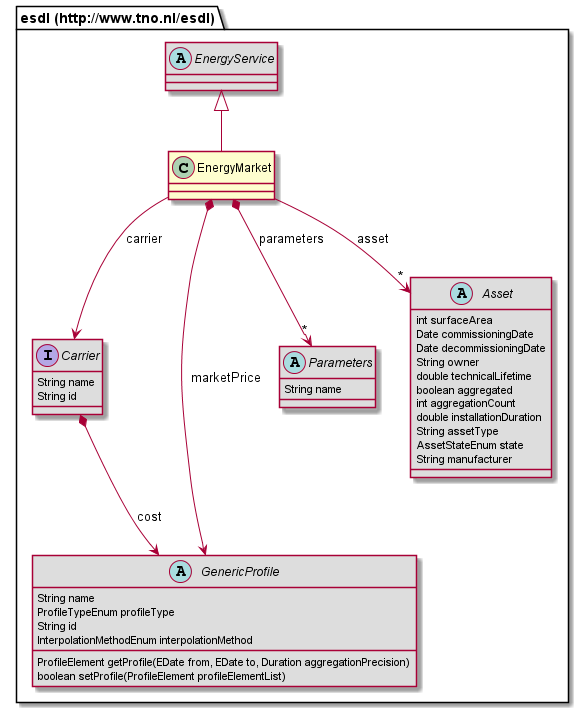 esdl (http://www.tno.nl/esdl)
A EnergyService
C EnergyMarket
carrier
parameters
asset
*
A Asset
int surfaceArea
Date commissioningDate
Date decommissioningDate
String owner
double technicalLifetime
boolean aggregated
int aggregationCount
double installationDuration
String assetType
AssetStateEnum state
String manufacturer
*
I Carrier
String name
String id
marketPrice
A Parameters
String name
cost
A GenericProfile
String name
ProfileTypeEnum profileType
String id
InterpolationMethodEnum interpolationMethod
ProfileElement getProfile(EDate from, EDate to, Duration aggregationPrecision)
boolean setProfile(ProfileElement profileElementList)